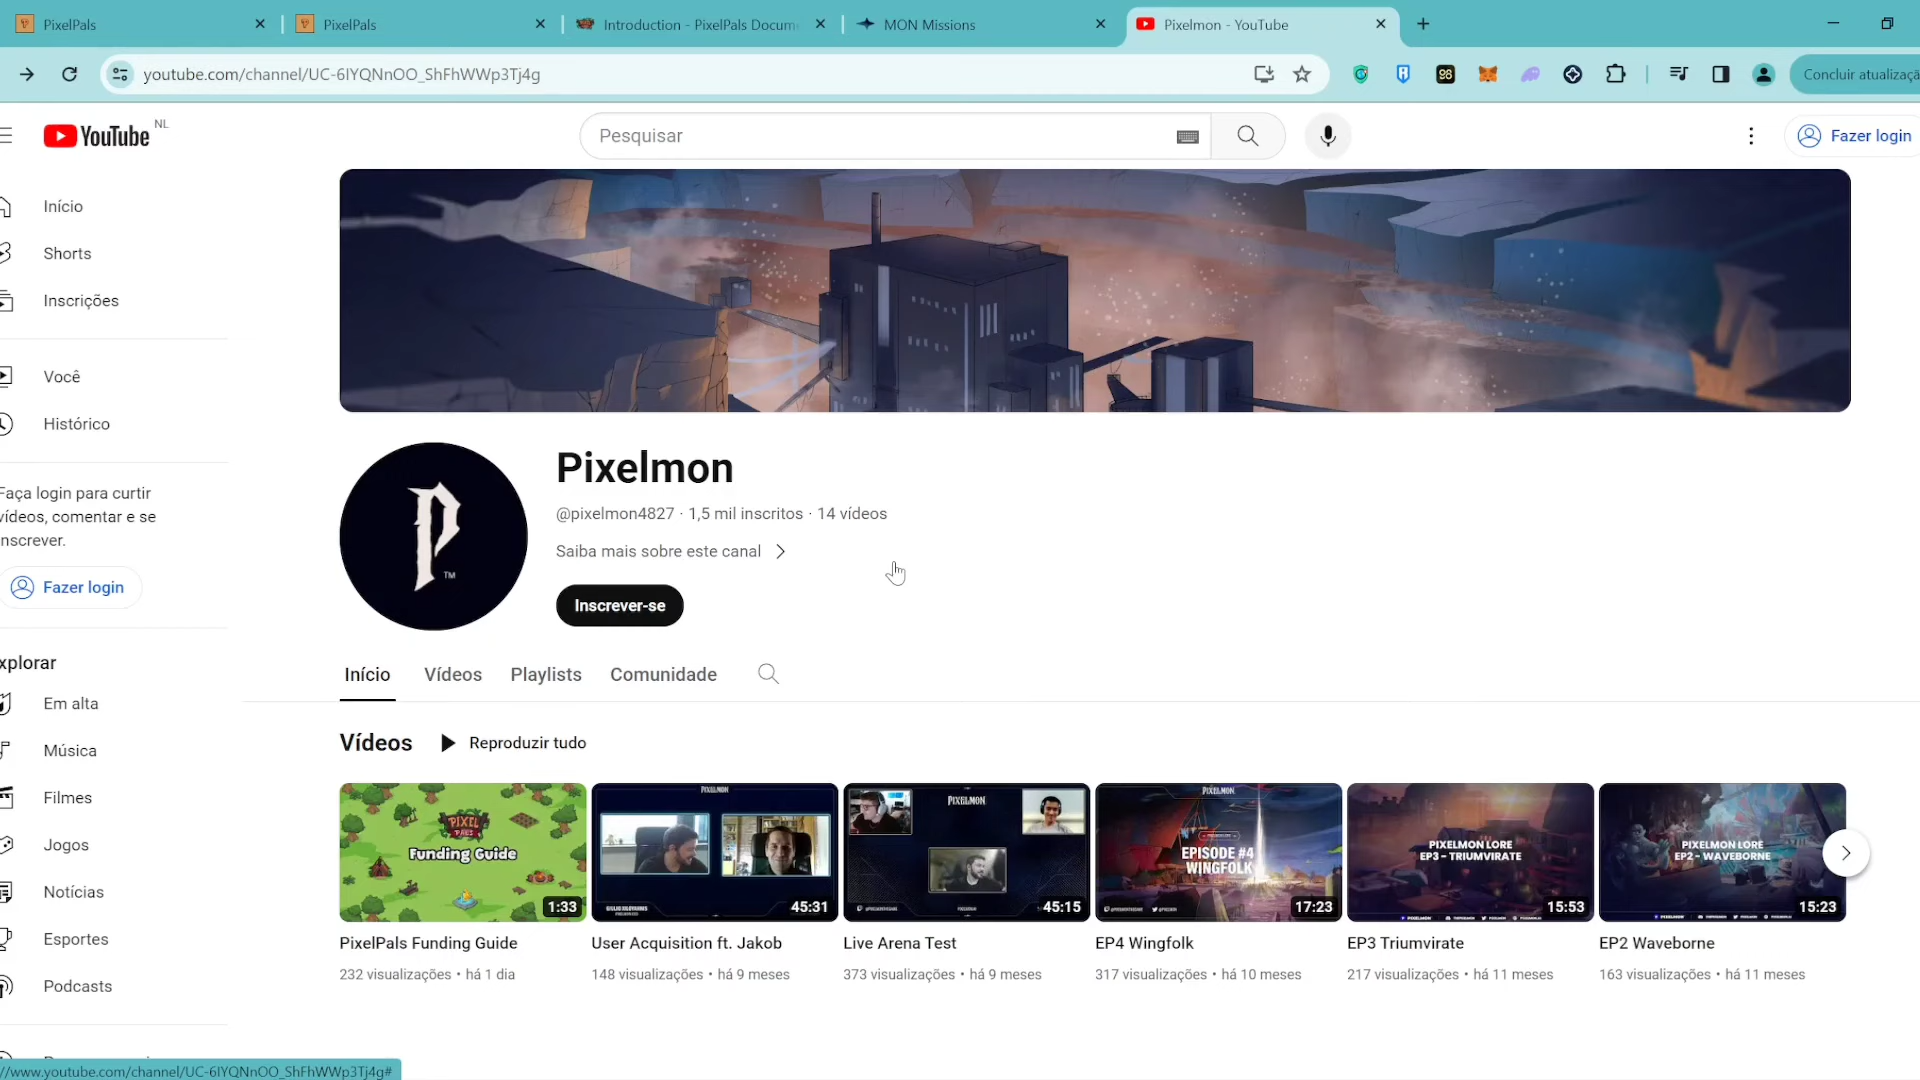 PixelPals
PixelPals
Introduction - PixelPals Docum
MON Missions
Pixelmon - YouTube
youtube.com/channel/UC-6IYQNnOO_ShFhWWp3Tj4g
Concluir atualizaçã
YouTube NL
Pesquisar
Fazer login
Início
Shorts
Inscrições
Você
Histórico
Faça login para curtir
vídeos, comentar e se
inscrever.
Fazer login
xplorar
Em alta
Música
Filmes
Jogos
Notícias
Esportes
Podcasts
//www.youtube.com/channel/UC-6IYQNnOO_ShFhWWp3Tj4g#
P
TM
Pixelmon
@pixelmon4827 · 1,5 mil inscritos · 14 vídeos
Saiba mais sobre este canal
Inscrever-se
Início
Vídeos
Playlists
Comunidade
Vídeos
Reproduzir tudo
PIXEL
PALS
Funding Guide
1:33
PixelPals Funding Guide
232 visualizações • há 1 dia
PIXELMON
45:31
User Acquisition ft. Jakob
148 visualizações • há 9 meses
PIXELMON
45:15
Live Arena Test
373 visualizações • há 9 meses
PIXELMON
EPISODE #4
WINGFOLK
17:23
EP4 Wingfolk
317 visualizações • há 10 meses
PIXELMON LORE
EP3 - TRIUMVIRATE
15:53
EP3 Triumvirate
217 visualizações • há 11 meses
PIXELMON LORE
EP2 - WAVEBORNE
15:23
EP2 Waveborne
163 visualizações • há 11 meses